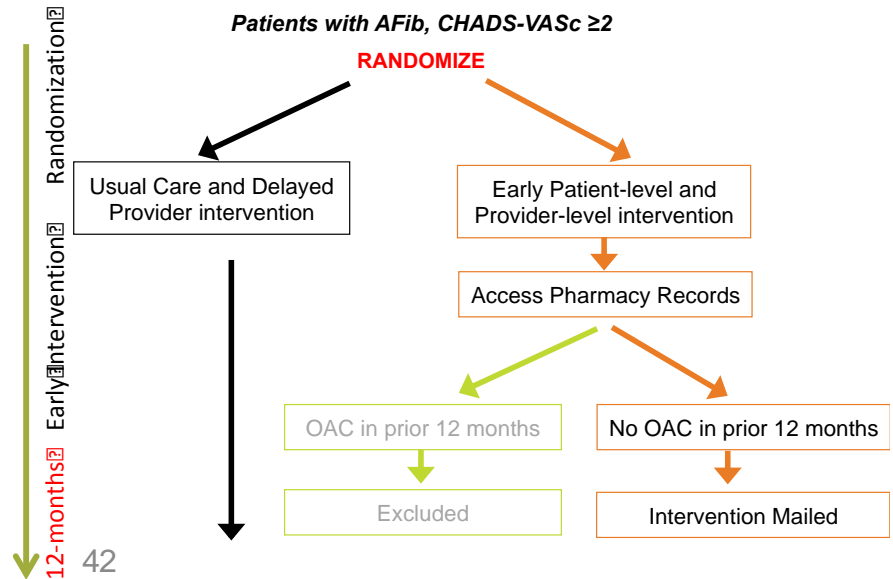 Patients with AFib, CHADS-VASc ≥2
RANDOMIZE
Randomization⍰
Usual Care and Delayed
Provider intervention
Early Patient-level and
Provider-level intervention
Access Pharmacy Records
Early⍰Intervention⍰
OAC in prior 12 months
No OAC in prior 12 months
Excluded
Intervention Mailed
12-months⍰
42